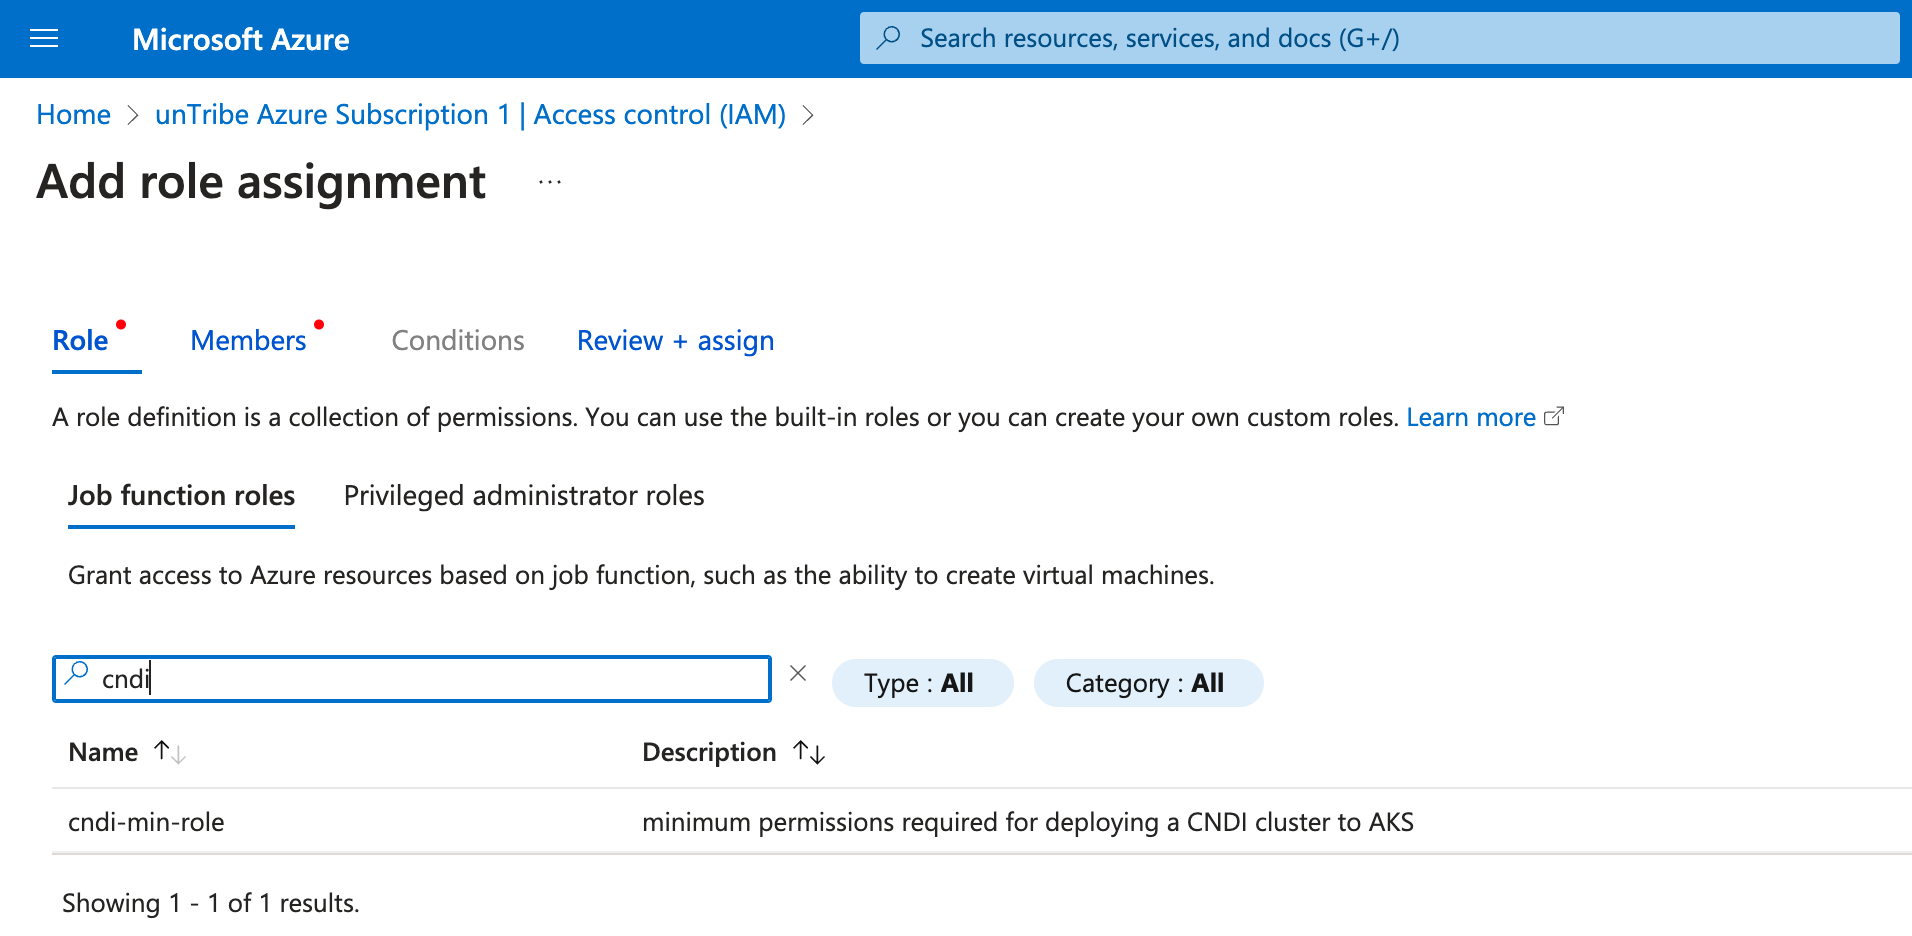 Microsoft Azure
Search resources, services, and docs (G+/)
Home > unTribe Azure Subscription 1 | Access control (IAM) >
Add role assignment ...
Role Members Conditions Review + assign
A role definition is a collection of permissions. You can use the built-in roles or you can create your own custom roles. Learn more
Job function roles Privileged administrator roles
Grant access to Azure resources based on job function, such as the ability to create virtual machines.
cndi Type : All Category : All
Name ↑↓ Description ↑↓
cndi-min-role minimum permissions required for deploying a CNDI cluster to AKS
Showing 1 - 1 of 1 results.